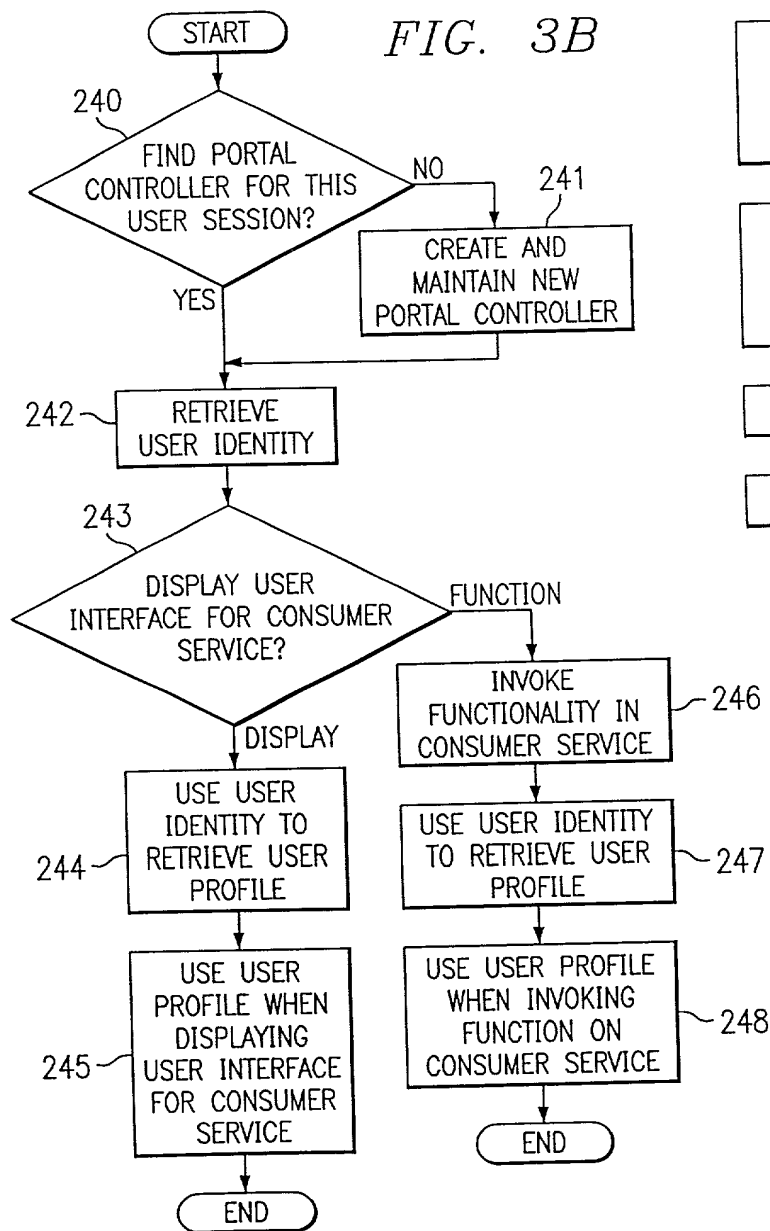 START
FIG. 3B
240
FIND PORTAL
CONTROLLER FOR THIS
USER SESSION?
NO
241
CREATE AND
MAINTAIN NEW
PORTAL CONTROLLER
YES
242
RETRIEVE
USER IDENTITY
243
DISPLAY USER
INTERFACE FOR CONSUMER
SERVICE?
FUNCTION
DISPLAY
INVOKE
FUNCTIONALITY IN
CONSUMER SERVICE
246
USE USER
IDENTITY TO
RETRIEVE USER
PROFILE
244
USE USER IDENTITY
TO RETRIEVE USER
PROFILE
247
USE USER
PROFILE WHEN
DISPLAYING
USER INTERFACE
FOR CONSUMER
SERVICE
245
USE USER PROFILE
WHEN INVOKING
FUNCTION ON
CONSUMER SERVICE
248
END
END